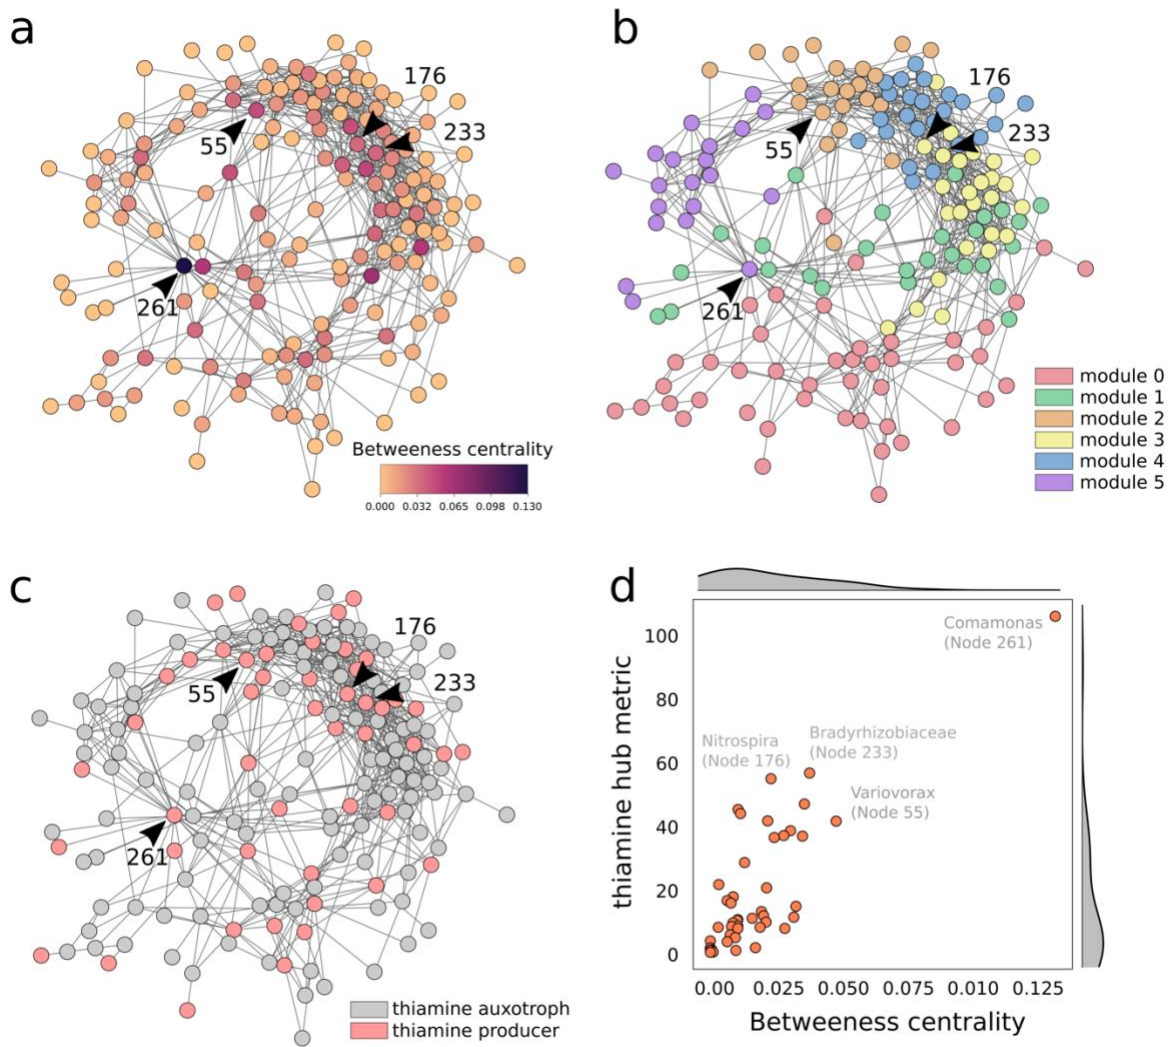 a
176
233
55
261
Betweeness centrality
0.000 0.032 0.065 0.098 0.130
b
176
233
55
261
module 0
module 1
module 2
module 3
module 4
module 5
c
176
233
55
261
thiamine auxotroph
thiamine producer
d
thiamine hub metric
100
80
60
40
20
0
Comamonas
(Node 261)
Nitrospira
(Node 176)
Bradyrhizobiaceae
(Node 233)
Variovorax
(Node 55)
0.00 0.025 0.050 0.075 0.100 0.125
Betweeness centrality